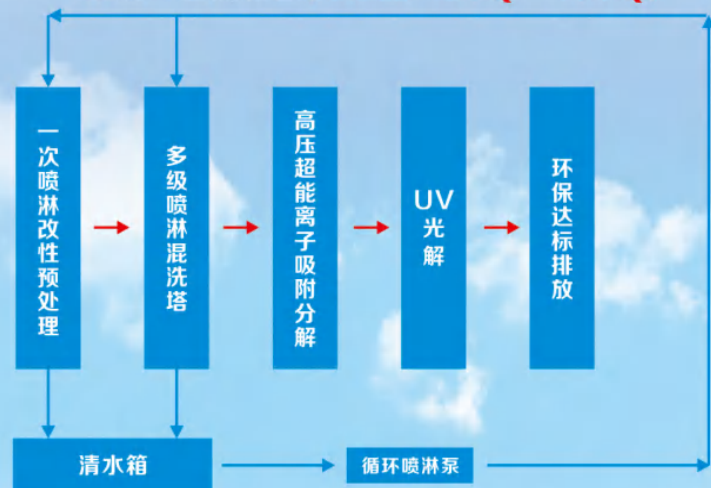 一次喷淋改性预处理
多级喷淋混洗塔
高压超能离子吸附分解
UV
光解
环保达标排放
清水箱
循环喷淋泵